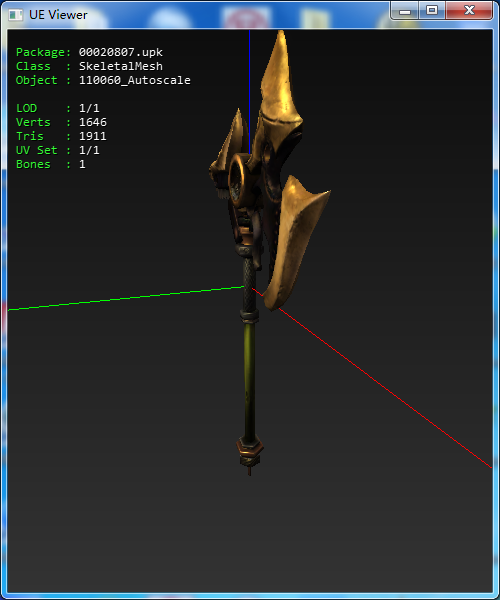 UE Viewer
Package: 00020807.upk
Class : SkeletalMesh
Object : 110060_Autoscale
LOD : 1/1
Verts : 1646
Tris : 1911
UV Set : 1/1
Bones : 1